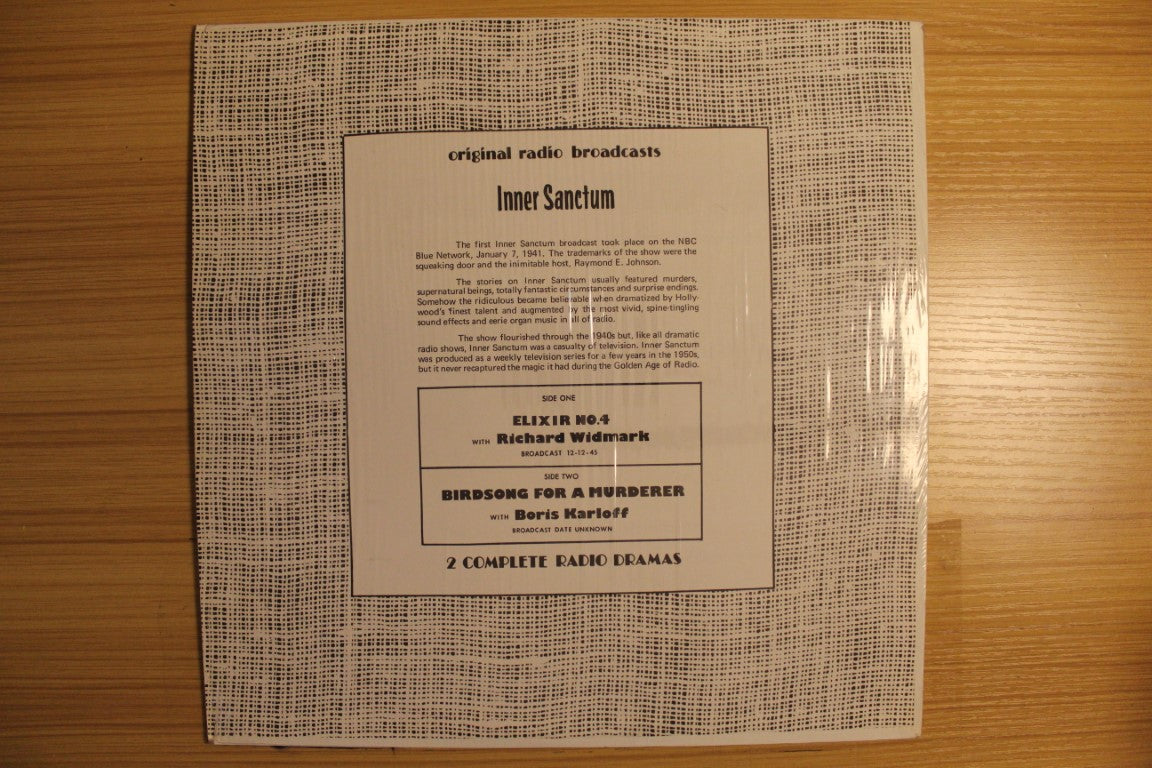 original radio broadcasts
Inner Sanctum
The first Inner Sanctum broadcast took place on the NBC
Blue Network, January 7, 1941. The trademarks of the show were the
squeaking door and the inimitable host, Raymond E. Johnson.
The stories on Inner Sanctum usually featured murders,
supernatural beings, totally fantastic circumstances and surprise endings.
Somehow the ridiculous became believable when dramatized by Holly-
wood's finest talent and augmented by the most vivid, spine-tingling
sound effects and eerie organ music in all of radio.
The show flourished through the 1940s but, like all dramatic
radio shows, Inner Sanctum was a casualty of television. Inner Sanctum
was produced as a weekly television series for a few years in the 1950s,
but it never recaptured the magic it had during the Golden Age of Radio.
SIDE ONE
ELIXIR NO.4
WITH Richard Widmark
BROADCAST 12-12-45
SIDE TWO
BIRDSONG FOR A MURDERER
WITH Boris Karloff
BROADCAST DATE UNKNOWN
2 COMPLETE RADIO DRAMAS